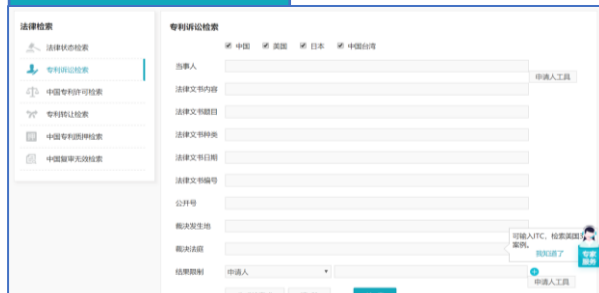 法律检索
法律状态检索
专利诉讼检索
中国专利许可检索
专利转让检索
中国专利质押检索
中国复审无效检索
专利诉讼检索
中国 美国 日本 中国台湾
当事人
申请人工具
法律文书内容
法律文书题目
法律文书种类
法律文书日期
法律文书编号
公开号
裁决发生地
裁决法庭
可输入ITC、检索美国
案例。
我知道了
专家
服务
结果限制 申请人
申请人工具